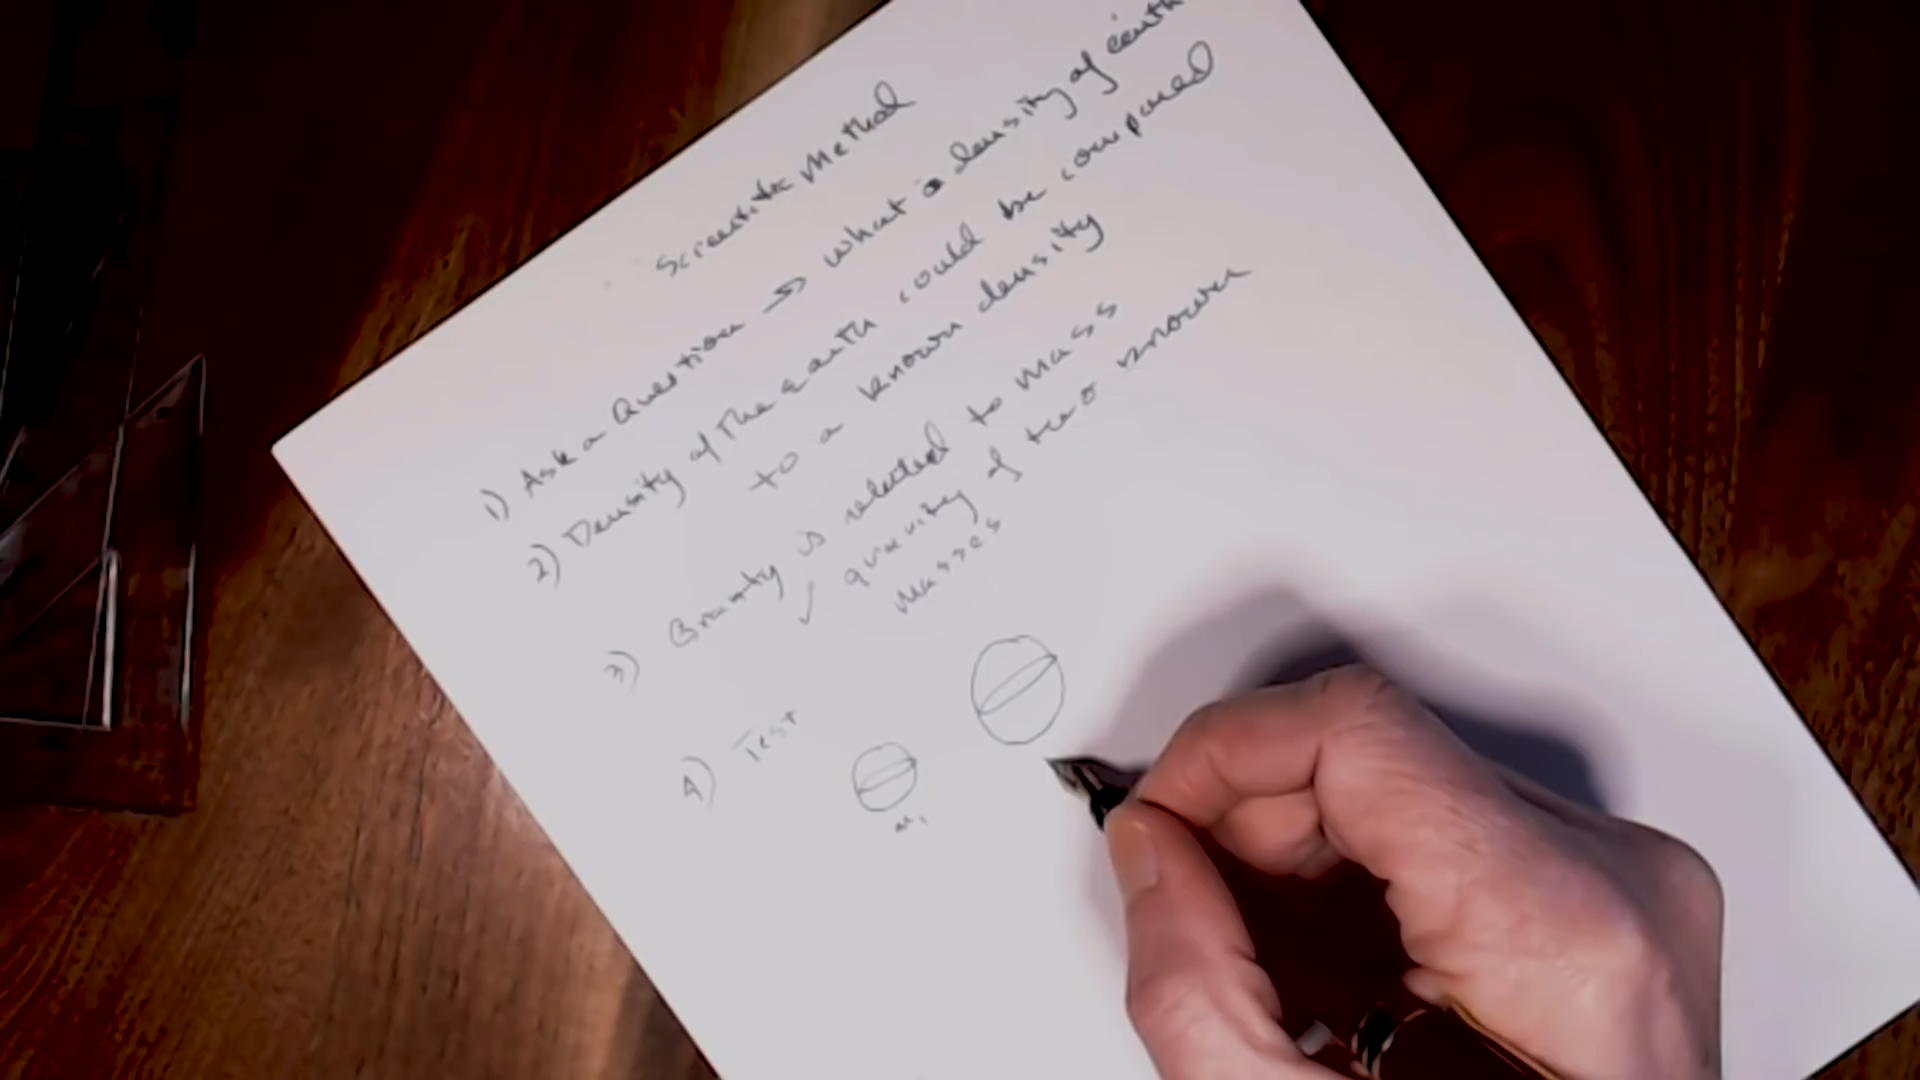 Scientific Method
1) Ask a Question → what is density of earth
2) Density of The Earth could be compared
to a known density
3) Gravity is related to mass
✓ gravity of two known
masses
4) Test
M1